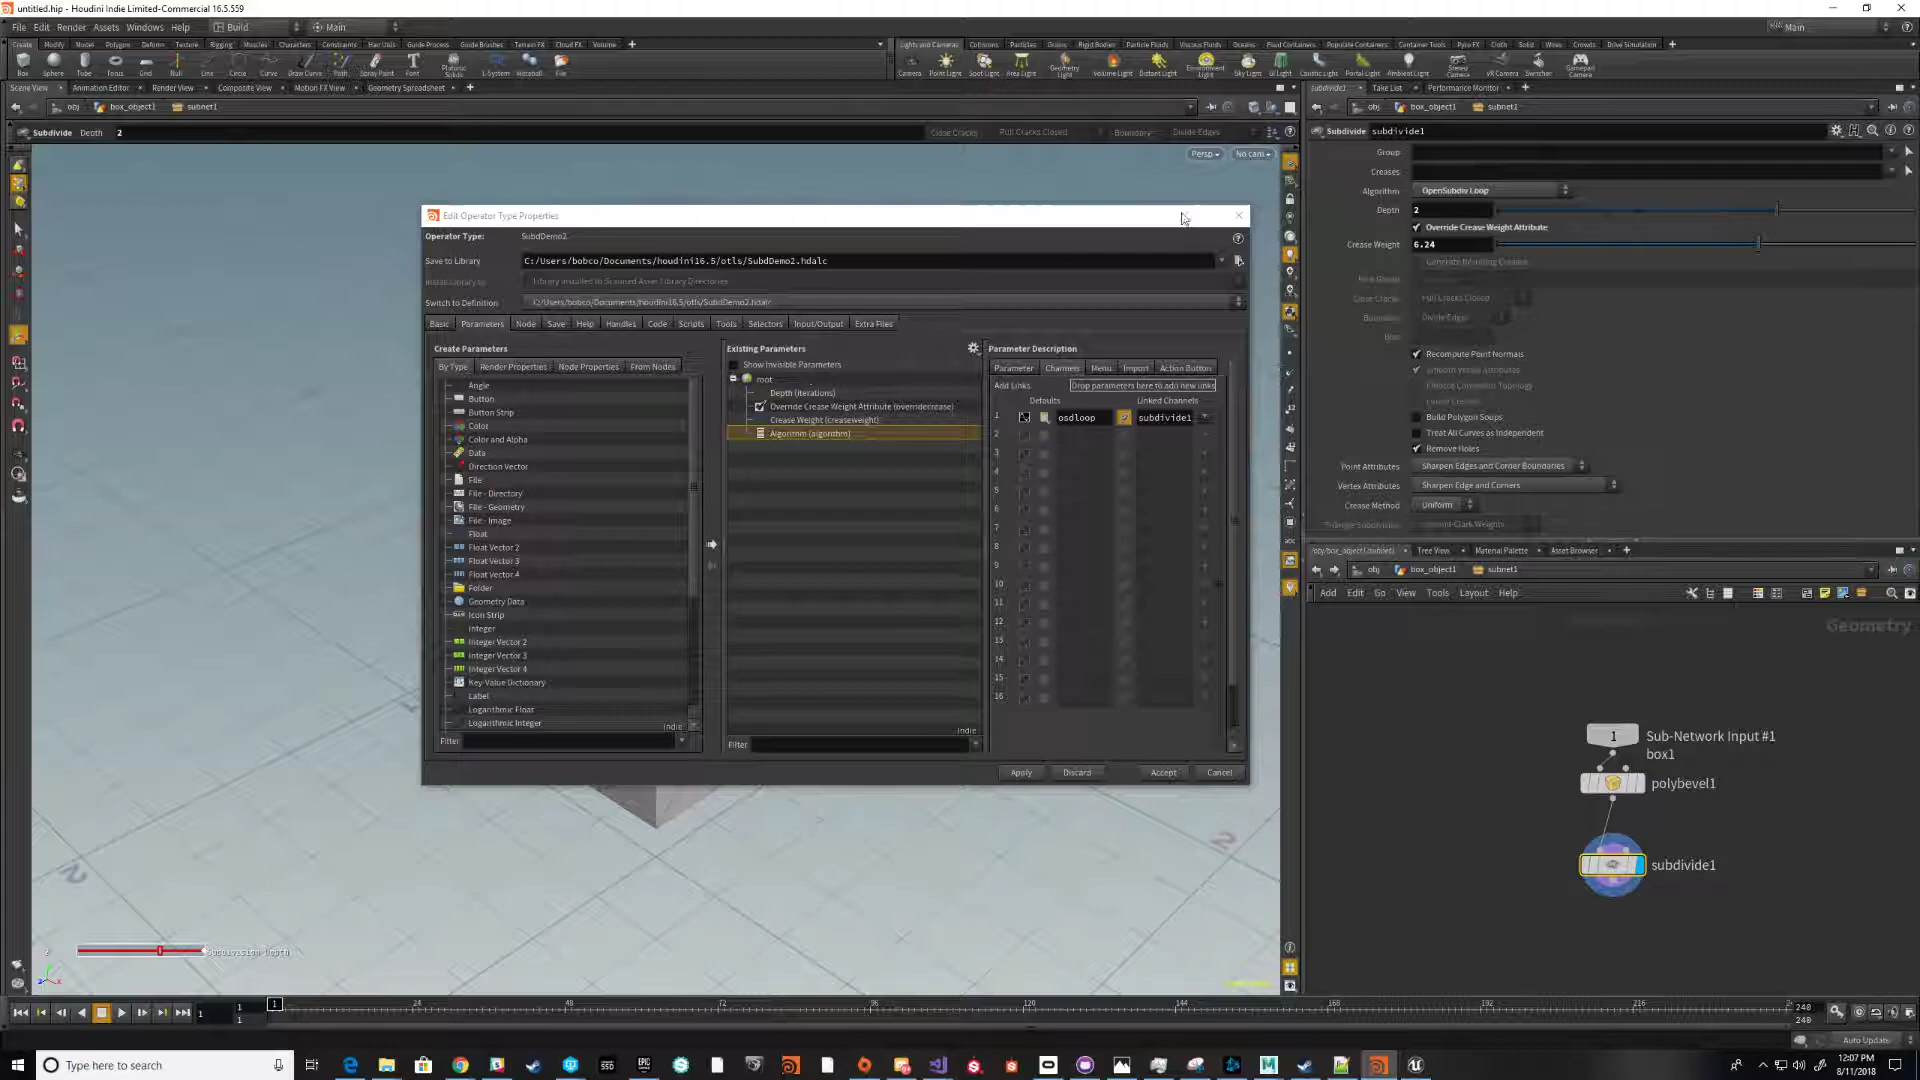 untitled.hip - Houdini Indie Limited-Commercial 16.5.559
File Edit Render Assets Windows Help Build Main
Main
Create Modify Model Polygons Deform Texture Rigging Muscles Characters Constraints Hair Utils Guide Process Guide Brushes Terrain FX Cloud FX Volume
Lights and Cameras Collisions Particles Grains Rigid Bodies Particle Fluids Viscous Fluids Oceans Fluid Containers Populate Containers Container Tools Pyro FX Cloth Solid Wires Crowds Drive Simulation
Box Sphere Tube Torus Grid Null Line Circle Curve Draw Curve Path Spray Paint Font Platonic Solids L-System Metaball File
Camera Point Light Spot Light Area Light Geometry Light Volume Light Distant Light Environment Light Sky Light GI Light Caustic Light Portal Light Ambient Light Stereo Camera VR Camera Switcher Gamepad Camera
Scene View Animation Editor Render View Composite View Motion FX View Geometry Spreadsheet
subdivide1 Take List Performance Monitor
obj box_object1 subnet1
obj box_object1 subnet1
Subdivide Depth 2 Close Cracks Pull Cracks Closed Boundary Divide Edges
Subdivide subdivide1
Persp No cam
Group
Creases
Algorithm OpenSubdiv Loop
Depth 2
Override Crease Weight Attribute
Crease Weight 6.24
Generate Resulting Creases
Close Cracks Pull Cracks Closed
Divide Edges
Recompute Point Normals
Smooth Vertex Attributes
Build Polygon Soups
Treat All Curves as Independent
Remove Holes
Point Attributes Sharpen Edges and Corner Boundaries
Vertex Attributes Sharpen Edge and Corners
Crease Method Uniform
Edit Operator Type Properties
Operator Type: SubdDemo2
Save to Library C:/Users/bobco/Documents/houdini16.5/otls/SubdDemo2.hdalc
Install Library to Library installed to Scanned Asset Library Directories
Switch to Definition C:/Users/bobco/Documents/houdini16.5/otls/SubdDemo2.hdalc
Basic Parameters Node Save Help Handles Code Scripts Tools Selectors Input/Output Extra Files
Create Parameters
By Type Render Properties Node Properties From Nodes
Angle
Button
Button Strip
Color
Color and Alpha
Data
Direction Vector
File
File - Directory
File - Geometry
File - Image
Float
Float Vector 2
Float Vector 3
Float Vector 4
Folder
Geometry Data
Icon Strip
Integer
Integer Vector 2
Integer Vector 3
Integer Vector 4
Key-Value Dictionary
Label
Logarithmic Float
Logarithmic Integer
Indie
Filter
Existing Parameters
Show Invisible Parameters
root
Depth (iterations)
Override Crease Weight Attribute (overridecrease)
Crease Weight (creaseweight)
Algorithm (algorithm)
Indie
Filter
Parameter Description
Parameter Channels Menu Import Action Button
Add Links Drop parameters here to add new links
Defaults Linked Channels
1 osdloop subdivide1
2
3
4
5
6
7
8
9
10
11
12
13
14
15
16
Apply Discard Accept Cancel
/obj/box_object1/subnet1 Tree View Material Palette Asset Browser
obj box_object1 subnet1
Add Edit Go View Tools Layout Help
Geometry
1 Sub-Network Input #1
box1
polybevel1
subdivide1
2 Subdivision Depth
2
2
1 1 1 1 24 48 72 96 120 144 168 192 216 240 240
Auto Update
Type here to search
12:07 PM
8/11/2018